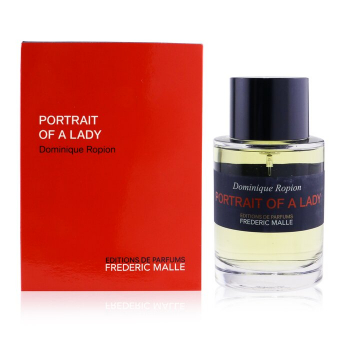 PORTRAIT
OF A LADY
Dominique Ropion
EDITIONS DE PARFUMS
FREDERIC MALLE
Dominique Ropion
PORTRAIT OF A LADY
EDITIONS DE PARFUMS
FREDERIC MALLE